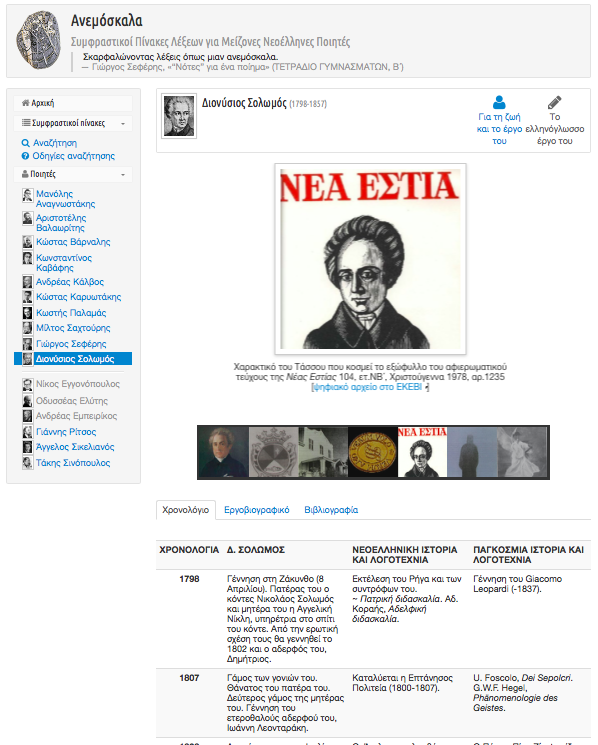 Ανεμόσκαλα
Συμφραστικοί Πίνακες Λέξεων για Μείζονες Νεοέλληνες Ποιητές
Σκαρφαλώνοντας λέξεις όπως μιαν ανεμόσκαλα.
— Γιώργος Σεφέρης, «"Νότες" για ένα ποίημα» (ΤΕΤΡΑΔΙΟ ΓΥΜΝΑΣΜΑΤΩΝ, Β΄)
Αρχική
Συμφραστικοί πίνακες
Αναζήτηση
Οδηγίες αναζήτησης
Ποιητές
Μανόλης
Αναγνωστάκης
Αριστοτέλης
Βαλαωρίτης
Κώστας Βάρναλης
Κωνσταντίνος
Καβάφης
Ανδρέας Κάλβος
Κώστας Καρυωτάκης
Κωστής Παλαμάς
Μίλτος Σαχτούρης
Γιώργος Σεφέρης
Διονύσιος Σολωμός
Νίκος Εγγονόπουλος
Οδυσσέας Ελύτης
Ανδρέας Εμπειρίκος
Γιάννης Ρίτσος
Άγγελος Σικελιανός
Τάκης Σινόπουλος
Διονύσιος Σολωμός (1798-1857)
Για τη ζωή
και το έργο
του
Το
ελληνόγλωσσο
έργο του
ΝΕΑ ΕΣΤΙΑ
Χαρακτικό του Τάσσου που κοσμεί το εξώφυλλο του αφιερωματικού
τεύχους της Νέας Εστίας 104, ετ.ΝΒ΄, Χριστούγεννα 1978, αρ.1235
[ψηφιακό αρχείο στο ΕΚΕΒΙ ]
ΝΕΑ ΕΣΤΙΑ
Χρονολόγιο Εργοβιογραφικό Βιβλιογραφία
ΧΡΟΝΟΛΟΓΙΑ Δ. ΣΟΛΩΜΟΣ ΝΕΟΕΛΛΗΝΙΚΗ ΙΣΤΟΡΙΑ ΚΑΙ ΛΟΓΟΤΕΧΝΙΑ ΠΑΓΚΟΣΜΙΑ ΙΣΤΟΡΙΑ ΚΑΙ ΛΟΓΟΤΕΧΝΙΑ
1798
Γέννηση στη Ζάκυνθο (8
Απριλίου). Πατέρας του ο
κόντες Νικολάος Σολωμός
και μητέρα του η Αγγελική
Νίκλη, υπηρέτρια στο σπίτι
του κόντε. Από την ερωτική
σχέση τους θα γεννηθεί το
1802 και ο αδερφός του,
Δημήτριος.
Εκτέλεση του Ρήγα και των
συντρόφων του.
~ Πατρική διδασκαλία. Αδ.
Κοραής, Αδελφική
διδασκαλία.
Γέννηση του Giacomo
Leopardi (-1837).
1807
Γάμος των γονιών του.
Θάνατος του πατέρα του.
Δεύτερος γάμος της μητέρας
του. Γέννηση του
ετεροθαλούς αδερφού του,
Ιωάννη Λεονταράκη.
Καταλύεται η Επτάνησος
Πολιτεία (1800-1807).
U. Foscolo, Dei Sepolcri.
G.W.F. Hegel,
Phänomenologie des
Geistes.